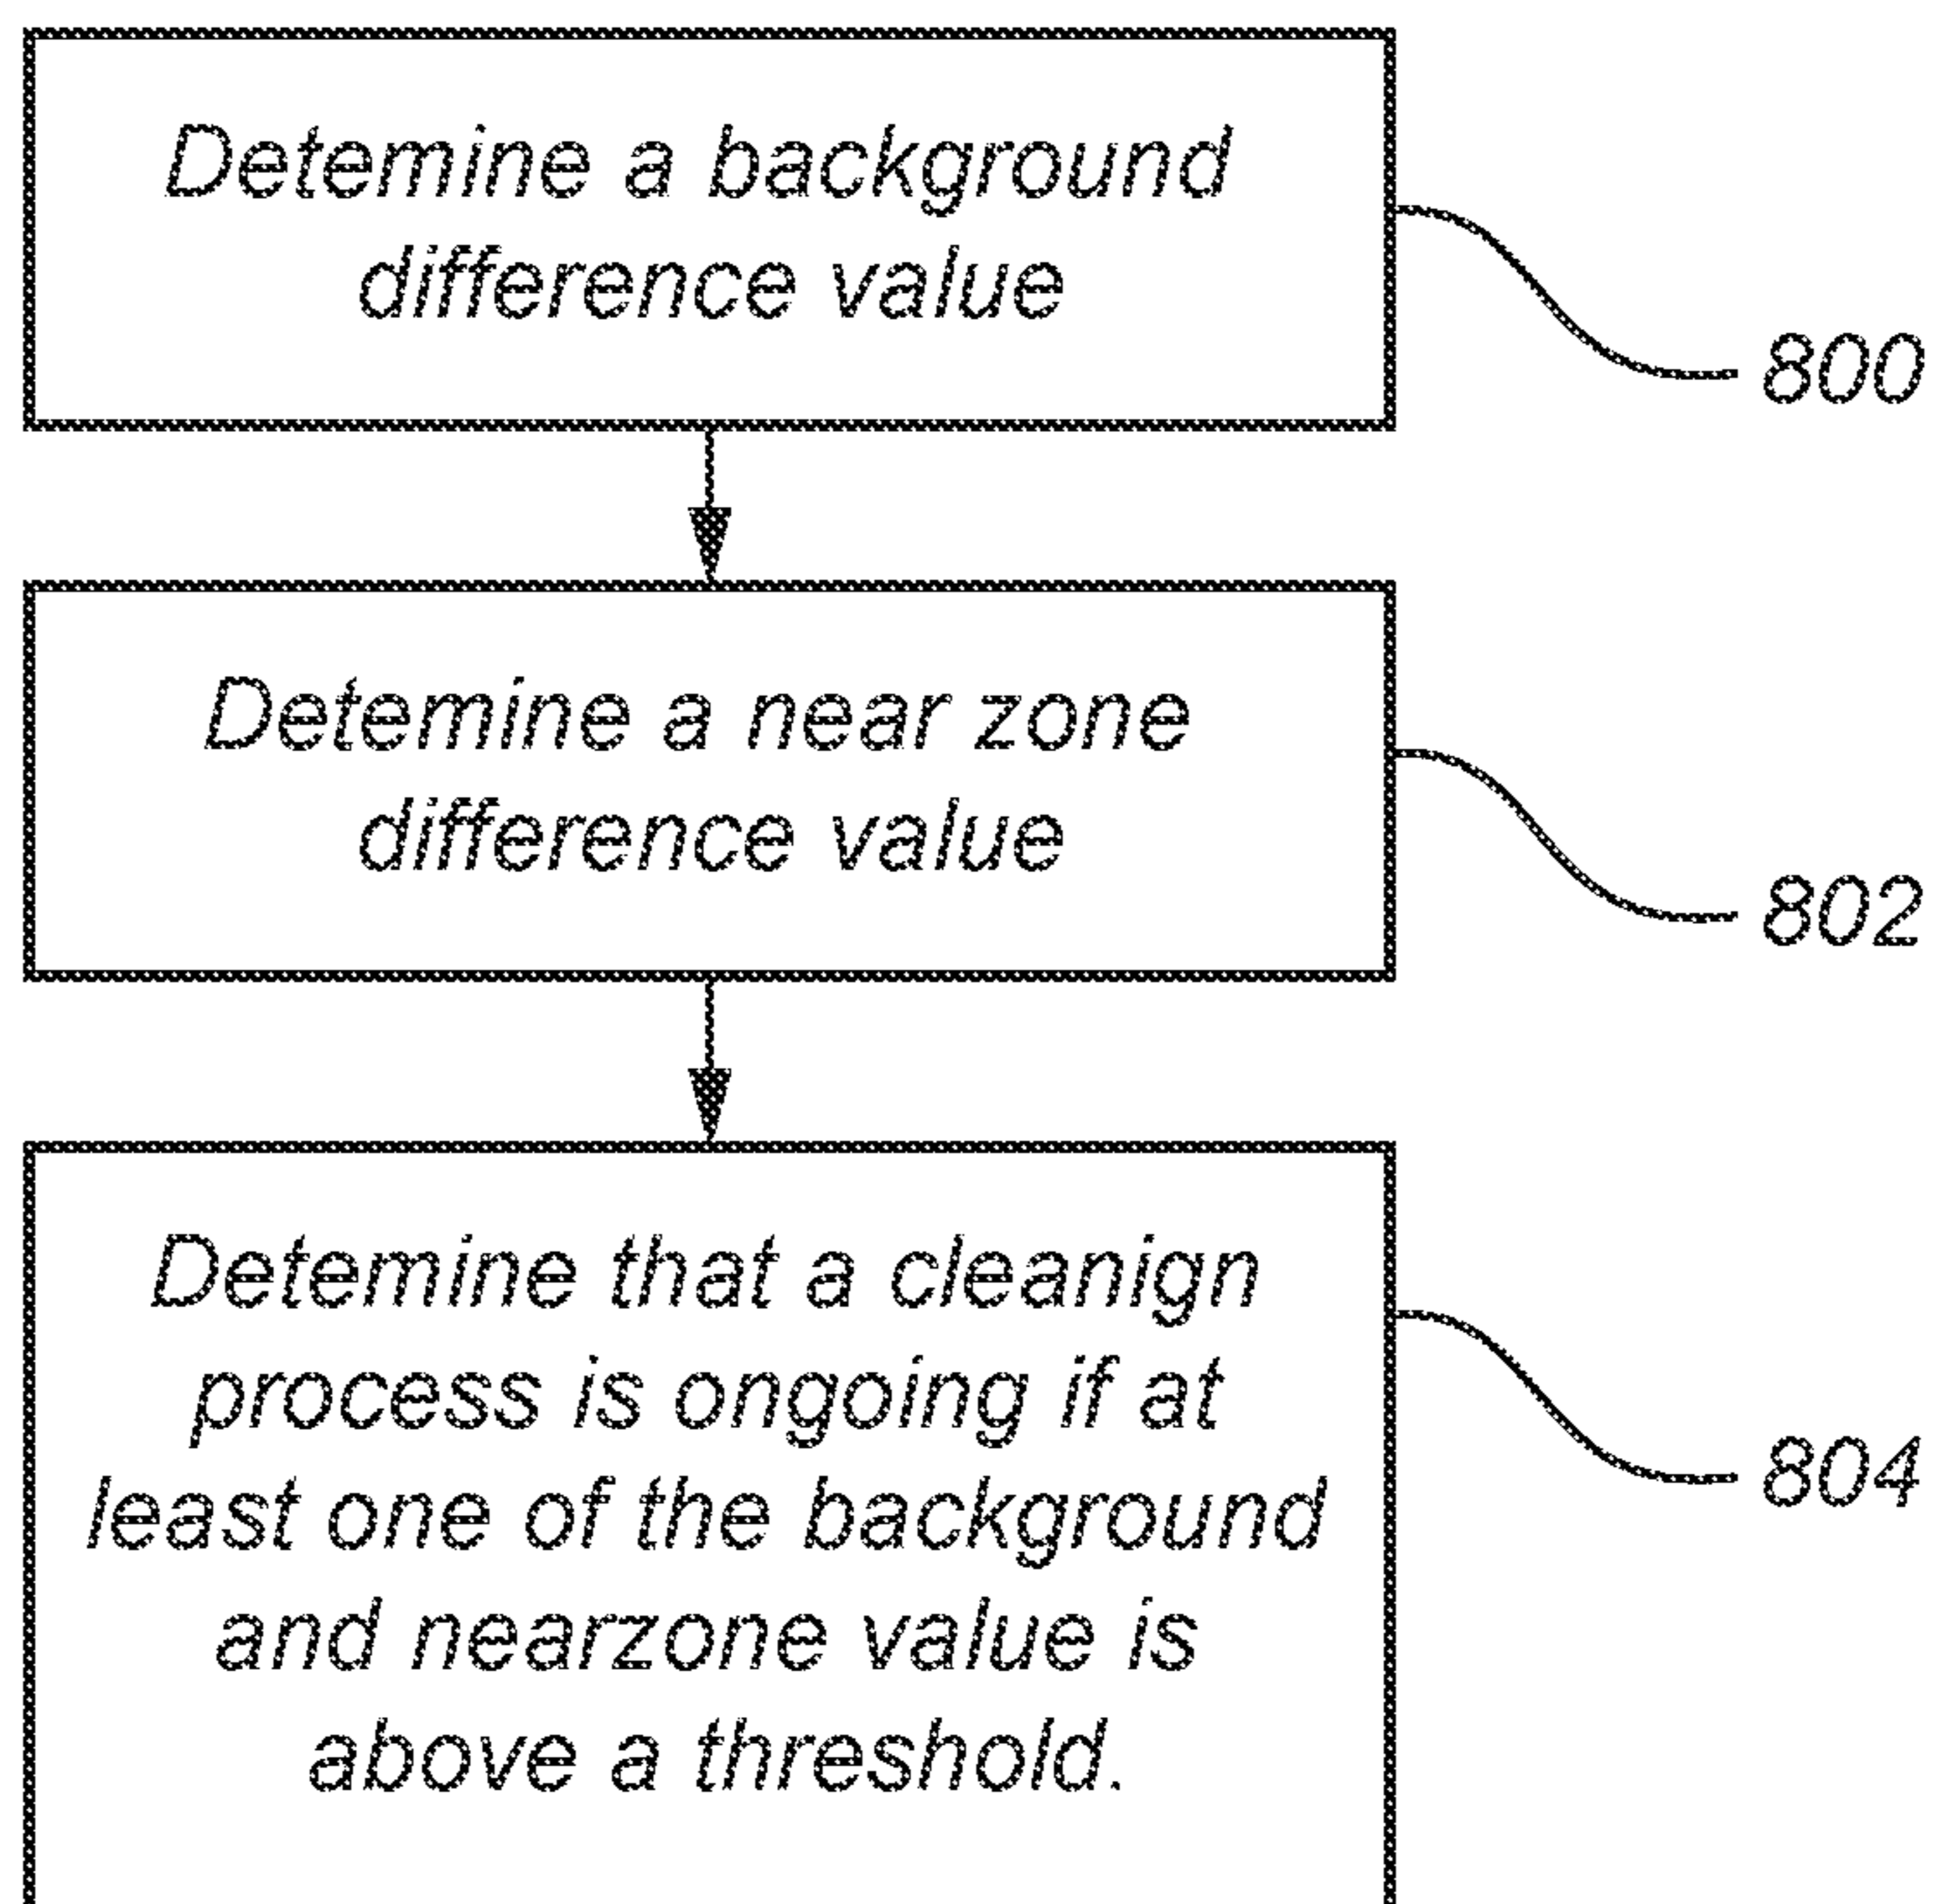 Detemine a background
difference value
800
Detemine a near zone
difference value
802
Detemine that a cleanign
process is ongoing if at
least one of the background
and nearzone value is
above a threshold.
804